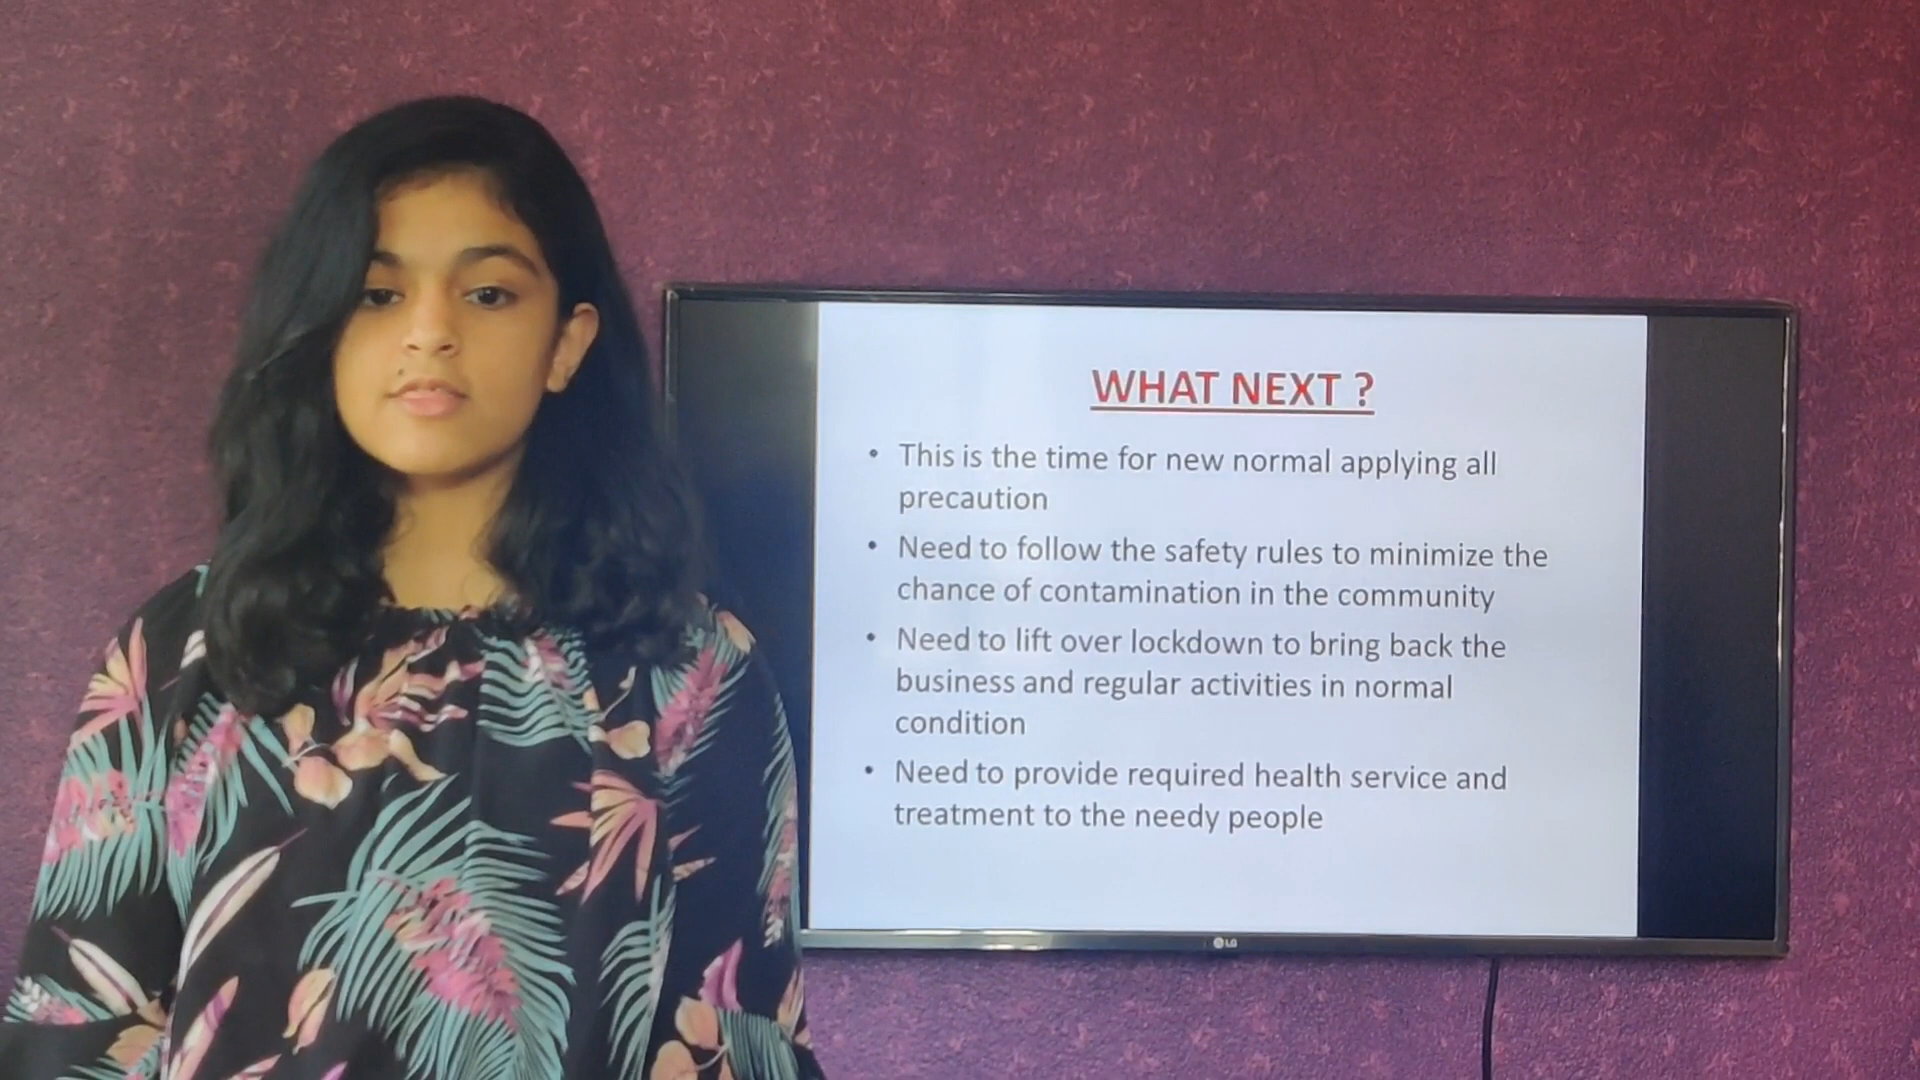 WHAT NEXT ?
• This is the time for new normal applying all
precaution
• Need to follow the safety rules to minimize the
chance of contamination in the community
• Need to lift over lockdown to bring back the
business and regular activities in normal
condition
• Need to provide required health service and
treatment to the needy people
LG